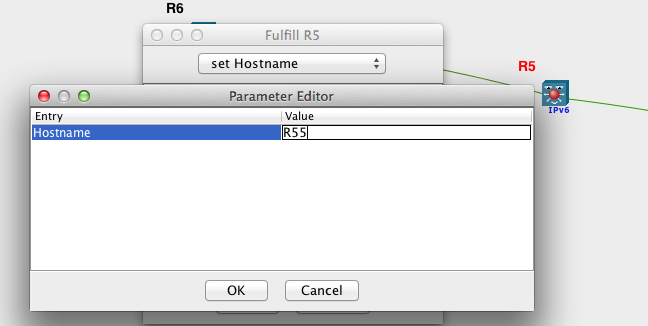 R6
Fulfill R5
set Hostname
R5
IPv6
Parameter Editor
Entry Value
Hostname R55
OK Cancel